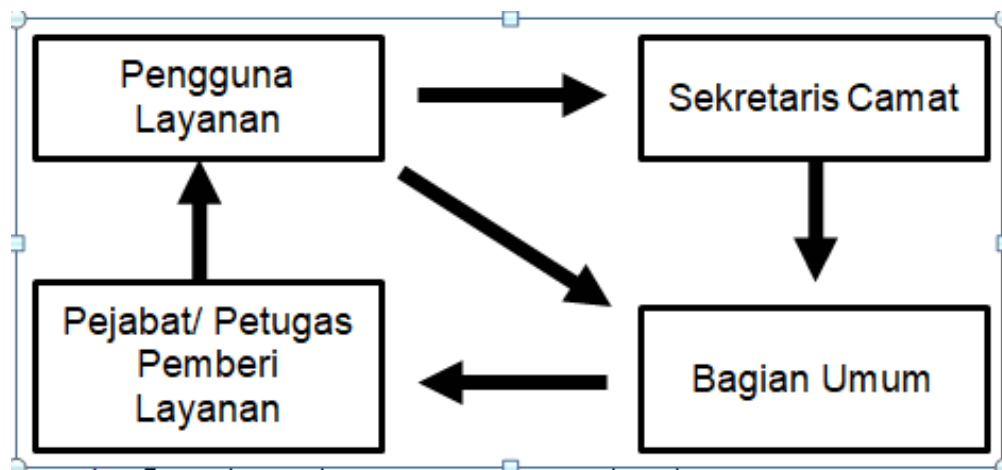 Pengguna
Layanan
Sekretaris Camat
Pejabat/ Petugas
Pemberi
Layanan
Bagian Umum